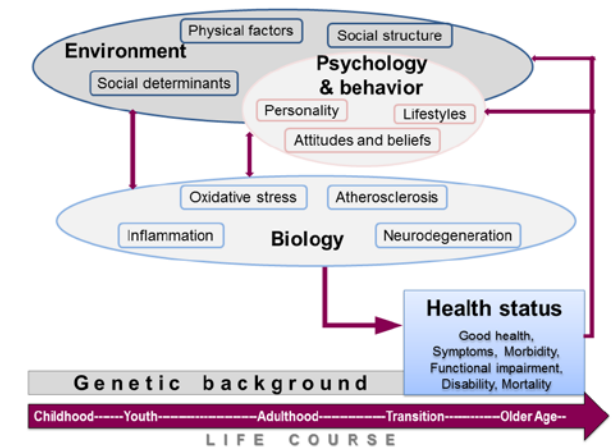 Physical factors
Social structure
Environment
Psychology
& behavior
Social determinants
Personality
Lifestyles
Attitudes and beliefs
Oxidative stress
Atherosclerosis
Inflammation
Biology
Neurodegeneration
Health status
Good health,
Symptoms, Morbidity,
Functional impairment,
Disability, Mortality
Genetic background
Childhood-------Youth---------------------Adulthood--------------------Transition------------Older Age--
LIFE COURSE